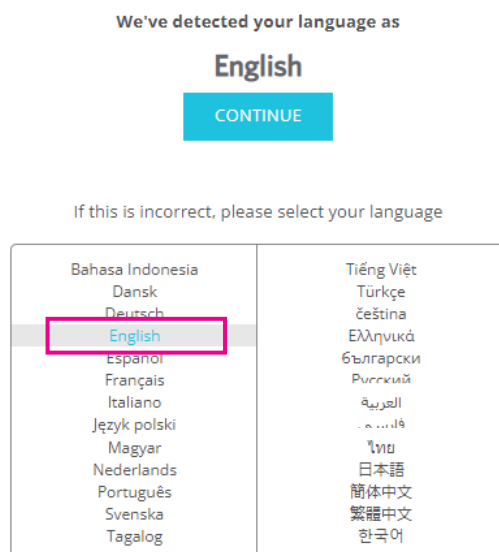 We've detected your language as
English
CONTINUE
If this is incorrect, please select your language
Bahasa Indonesia
Dansk
Deutsch
English
Español
Français
Italiano
Język polski
Magyar
Nederlands
Português
Svenska
Tagalog
Tiếng Việt
Türkçe
čeština
Ελληνικά
български
Русский
العربية
ไทย
日本語
简体中文
繁體中文
한국어